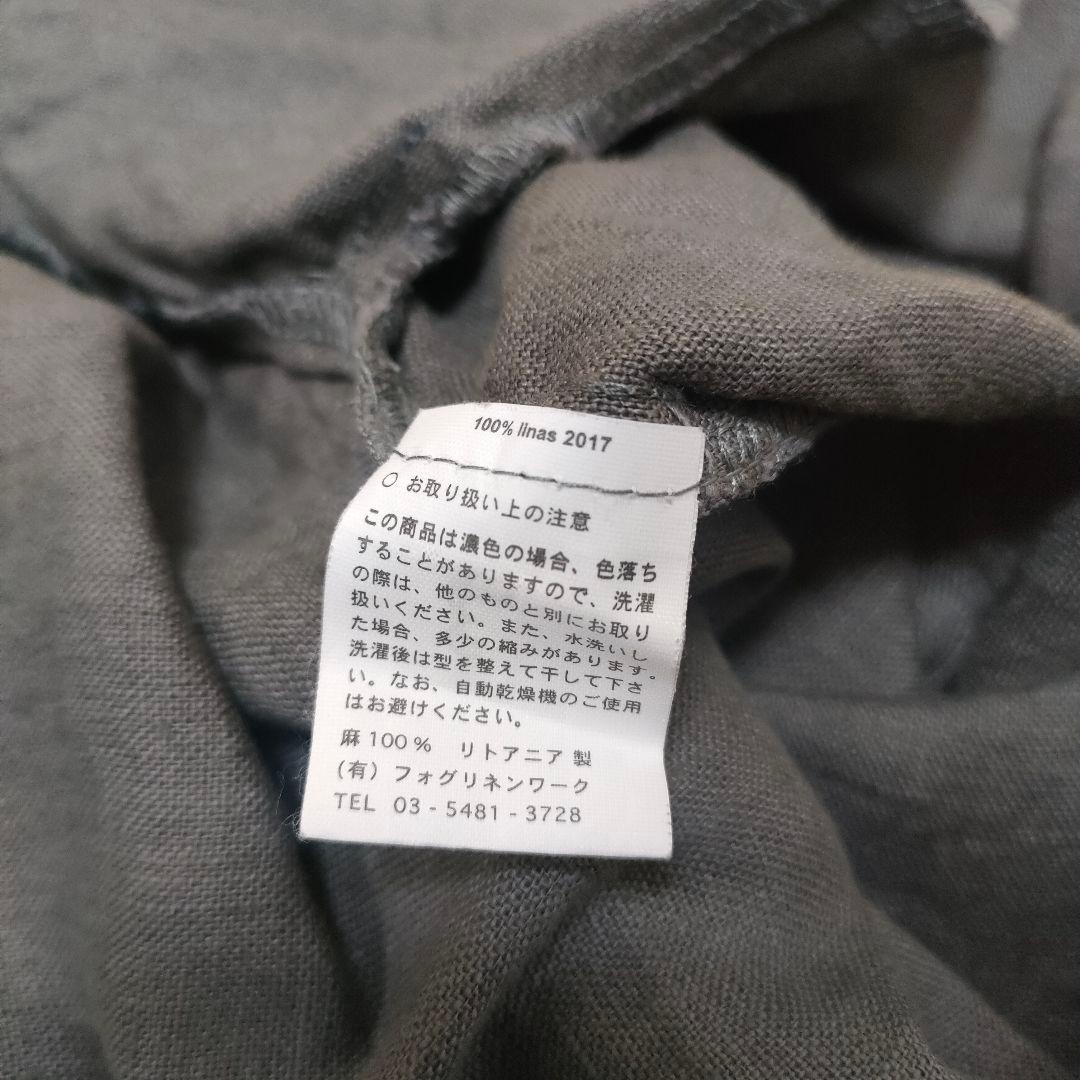 100% linas 2017
○ お取り扱い上の注意
この商品は濃色の場合、色落ち
することがありますので、洗濯
の際は、他のものと別にお取り
扱いください。また、水洗いし
た場合、多少の縮みがあります。
洗濯後は型を整えて干して下さ
い。なお、自動乾燥機のご使用
はお避けください。
麻 100 % リトアニア 製
(有) フォグリネンワーク
TEL 03 - 5481 - 3728